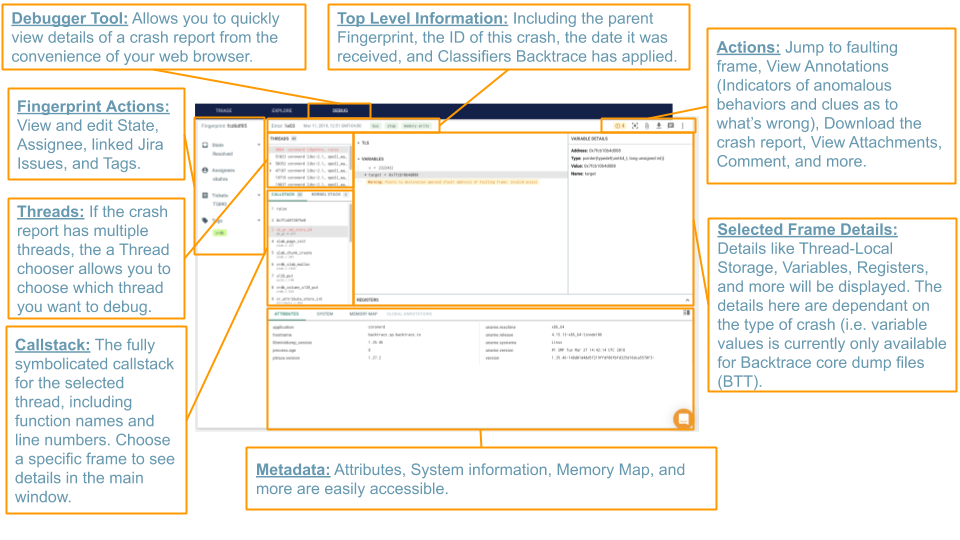 Debugger Tool: Allows you to quickly
view details of a crash report from the
convenience of your web browser.
Top Level Information: Including the parent
Fingerprint, the ID of this crash, the date it was
received, and Classifiers Backtrace has applied.
Actions: Jump to faulting
frame, View Annotations
(Indicators of anomalous
behaviors and clues as to
what's wrong), Download the
crash report, View Attachments,
Comment, and more.
Fingerprint Actions:
View and edit State,
Assignee, linked Jira
Issues, and Tags.
Threads: If the crash
report has multiple
threads, the a Thread
chooser allows you to
choose which thread
you want to debug.
Callstack: The fully
symbolicated callstack
for the selected
thread, including
function names and
line numbers. Choose
a specific frame to see
details in the main
window.
Selected Frame Details:
Details like Thread-Local
Storage, Variables, Registers,
and more will be displayed. The
details here are dependant on
the type of crash (i.e. variable
values is currently only available
for Backtrace core dump files
(BTT).
Metadata: Attributes, System information, Memory Map, and
more are easily accessible.
TRIAGE EXPLORE DEBUG
Fingerprint
State
Resolved
Assignees
Tickets
Tags
THREADS
CALLSTACK
TLS
VARIABLES
VARIABLE DETAILS
Name: target
REGISTERS
ATTRIBUTES SYSTEM MEMORY MAP GLOBAL ANNOTATIONS
application
hostname
uname.machine x86_64
uname.release
uname.sysname Linux
uname.version